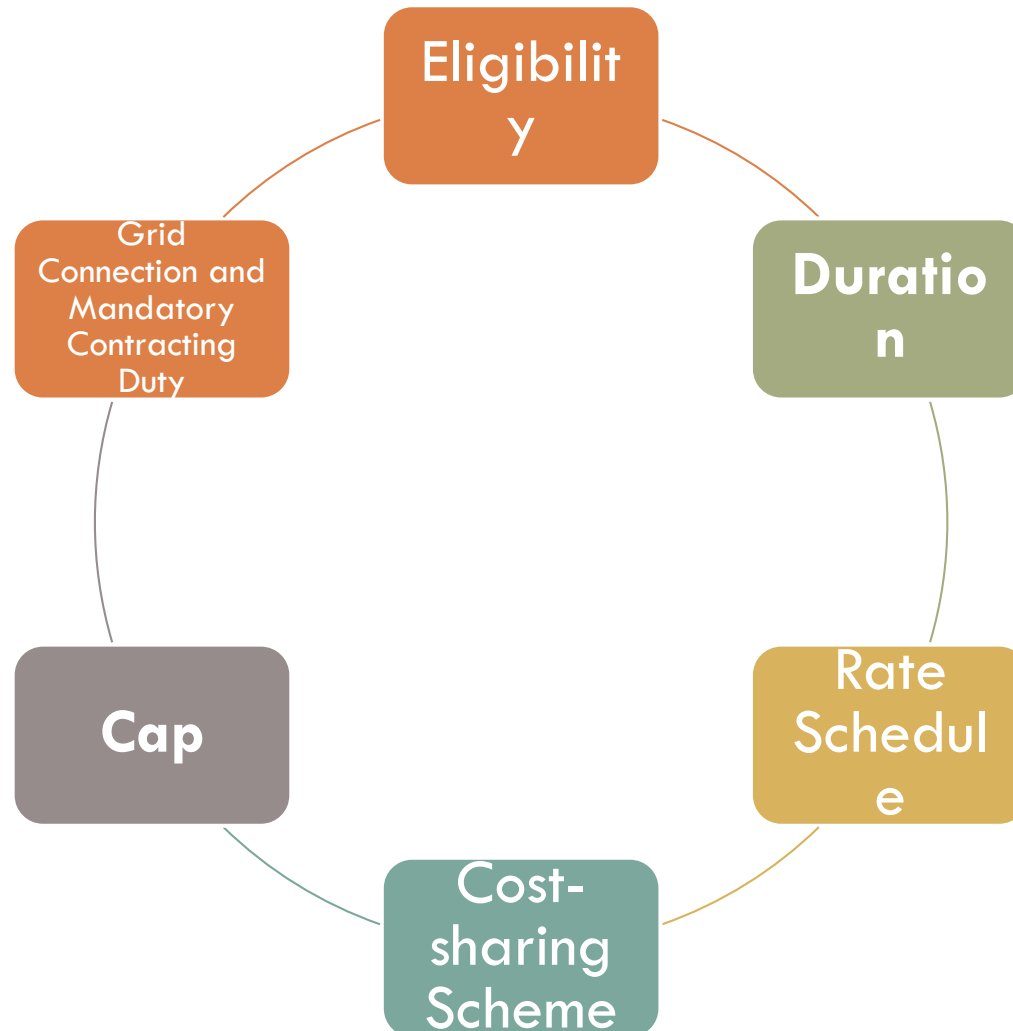 Eligibilit
y
Duratio
n
Rate
Schedul
e
Cost-
sharing
Scheme
Cap
Grid
Connection and
Mandatory
Contracting
Duty